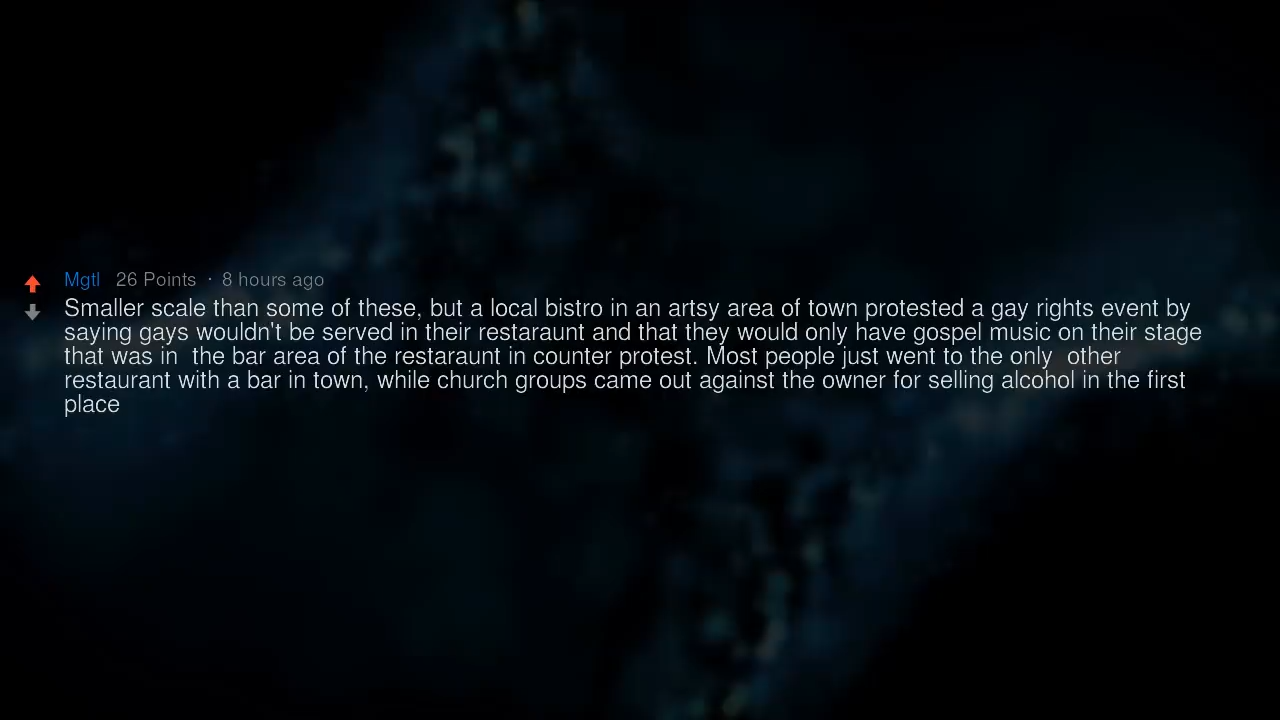 Mgtl 26 Points · 8 hours ago
Smaller scale than some of these, but a local bistro in an artsy area of town protested a gay rights event by
saying gays wouldn't be served in their restaraunt and that they would only have gospel music on their stage
that was in  the bar area of the restaraunt in counter protest. Most people just went to the only  other
restaurant with a bar in town, while church groups came out against the owner for selling alcohol in the first
place